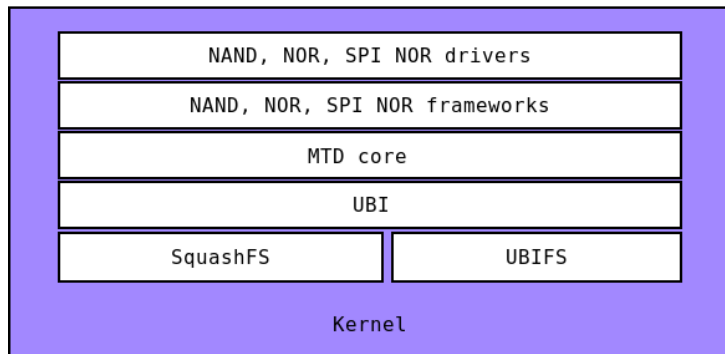 NAND, NOR, SPI NOR drivers
NAND, NOR, SPI NOR frameworks
MTD core
UBI
SquashFS
UBIFS
Kernel